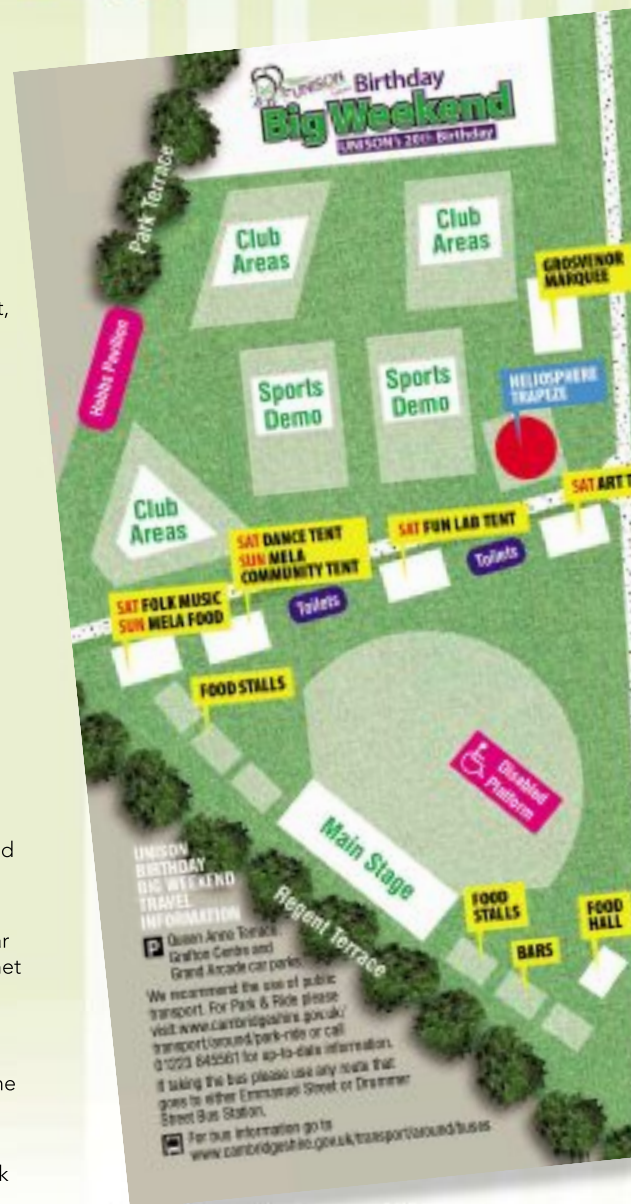 UNISON
Birthday
Big Weekend
UNISON's 20th Birthday
Park Terrace
Club
Areas
Club
Areas
GROSVENOR
MARQUEE
Hobbs Pavilion
Sports
Demo
Sports
Demo
HELIOSPHERE
TRAPEZE
Club
Areas
SAT ART
SAT FUN LAB TENT
Toilets
SAT DANCE TENT
SUN MELA
COMMUNITY TENT
Toilets
SAT FOLK MUSIC
SUN MELA FOOD
FOOD STALLS
Disabled
Platform
Main Stage
Regent Terrace
FOOD
STALLS
BARS
FOOD
HALL
UNISON
BIRTHDAY
BIG WEEKEND
TRAVEL
INFORMATION
P Queen Anne Terrace
Grafton Centre and
Grand Arcade car parks
We recommend the use of public
transport. For Park & Ride please
visit www.cambridgeshire.gov.uk/
transport/around/park-ride or call
01223 845561 for up-to-date information.
If taking the bus please use any route that
goes to either Emmanuel Street or Drummer
Street Bus Station.
For bus information go to
www.cambridgeshire.gov.uk/transport/around/buses